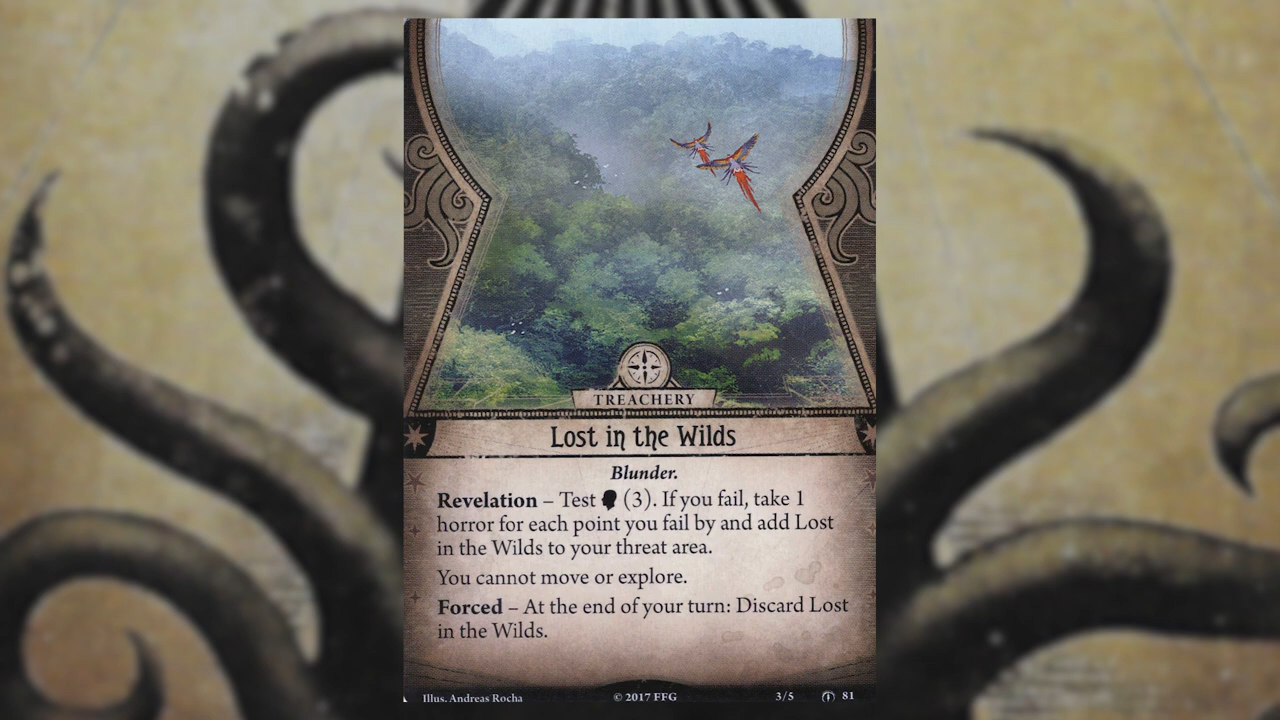 TREACHERY
Lost in the Wilds
Blunder.
Revelation – Test (3). If you fail, take 1
horror for each point you fail by and add Lost
in the Wilds to your threat area.
You cannot move or explore.
Forced – At the end of your turn: Discard Lost
in the Wilds.
Illus. Andreas Rocha © 2017 FFG 3/5 81